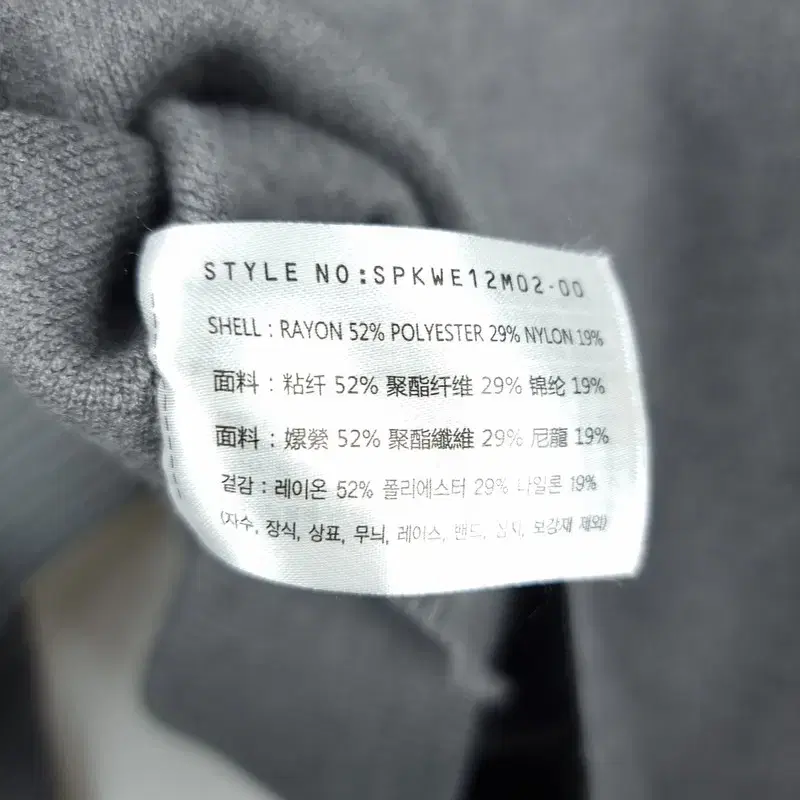 STYLE NO:SPKWE12M02-00
SHELL : RAYON 52% POLYESTER 29% NYLON 19%
面料 : 粘纤 52% 聚酯纤维 29% 锦纶 19%
面料 : 嫘縈 52% 聚酯纖維 29% 尼龍 19%
겉감 : 레이온 52% 폴리에스터 29% 나일론 19%
(자수, 장식, 상표, 무늬, 레이스, 밴드, 심지, 보강재 제외)